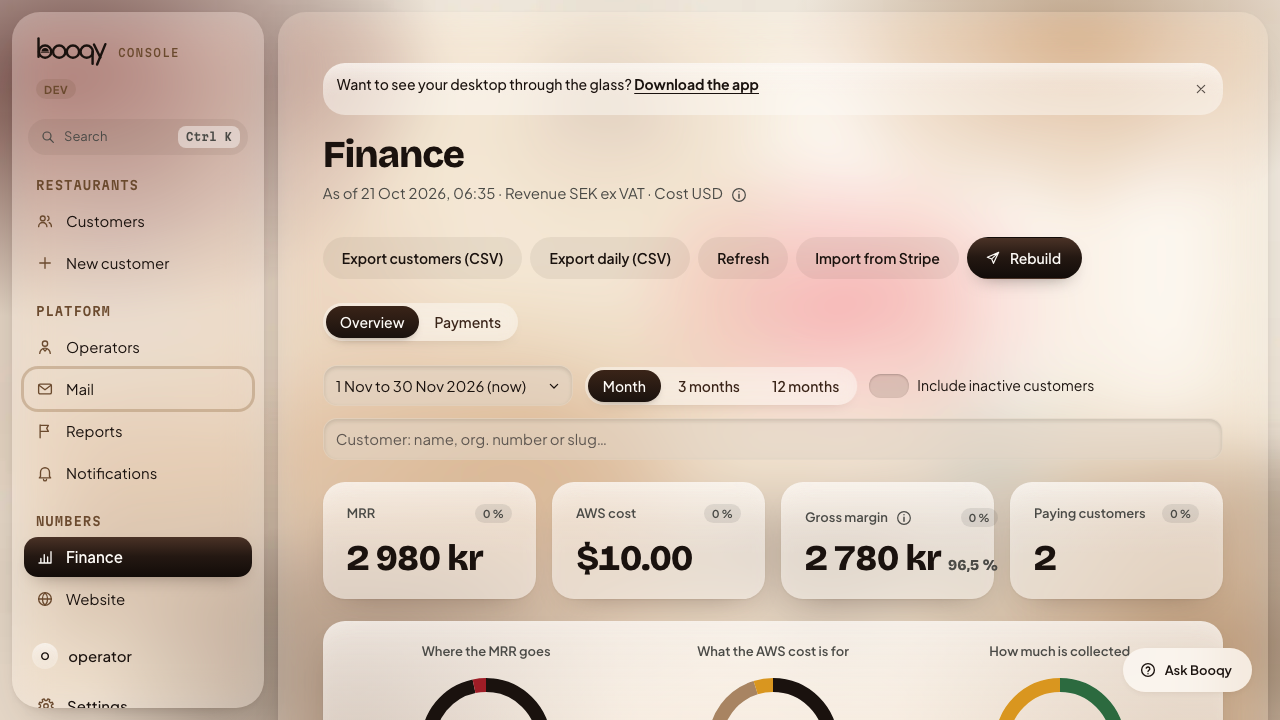 booqy CONSOLE
DEV
Search Ctrl K
RESTAURANTS
Customers
New customer
PLATFORM
Operators
Mail
Reports
Notifications
NUMBERS
Finance
Website
operator
Settings
Want to see your desktop through the glass? Download the app
Finance
As of 21 Oct 2026, 06:35 · Revenue SEK ex VAT · Cost USD
Export customers (CSV) Export daily (CSV) Refresh Import from Stripe Rebuild
Overview Payments
1 Nov to 30 Nov 2026 (now) Month 3 months 12 months Include inactive customers
Customer: name, org. number or slug…
MRR 0 % AWS cost 0 % Gross margin 0 % Paying customers 0 %
2 980 kr $10.00 2 780 kr 96,5 % 2
Where the MRR goes What the AWS cost is for How much is collected
Ask Booqy